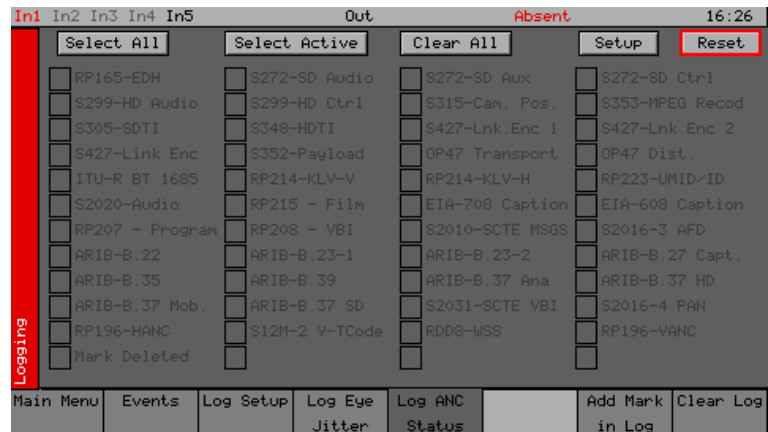 In1 In2 In3 In4 In5 Out Absent 16:26
Select All Select Active Clear All Setup Reset
RP165-EDH S272-SD Audio S272-SD Aux S272-SD Ctrl
S299-HD Audio S299-HD Ctrl S315-Cam. Pos. S353-MPEG Recod
S305-SDTI S348-HDTI S427-Lnk.Enc 1 S427-Lnk.Enc 2
S427-Link Enc S352-Payload OP47 Transport OP47 Dist.
ITU-R BT 1685 RP214-KLV-V RP214-KLV-H RP223-UMID/ID
S2020-Audio RP215 - Film EIA-708 Caption EIA-608 Caption
RP207 - Program RP208 - VBI S2010-SCTE MSGS S2016-3 AFD
ARIB-B.22 ARIB-B.23-1 ARIB-B.23-2 ARIB-B.27 Capt.
ARIB-B.35 ARIB-B.39 ARIB-B.37 Ana ARIB-B.37 HD
ARIB-B.37 Mob. ARIB-B.37 SD S2031-SCTE VBI S2016-4 PAN
RP196-HANC S12M-2 V-TCode RDD8-WSS RP196-VANC
Mark Deleted
Logging
Main Menu Events Log Setup Log Eye Log ANC Add Mark Clear Log
Jitter Status in Log